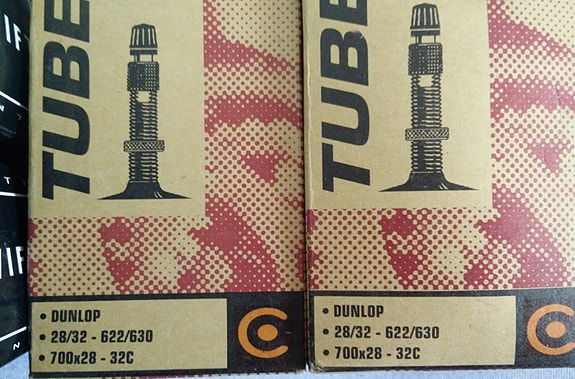 TUBE
• DUNLOP
• 28/32 - 622/630
• 700x28 - 32C
TUBE
• DUNLOP
• 28/32 - 622/630
• 700x28 - 32C